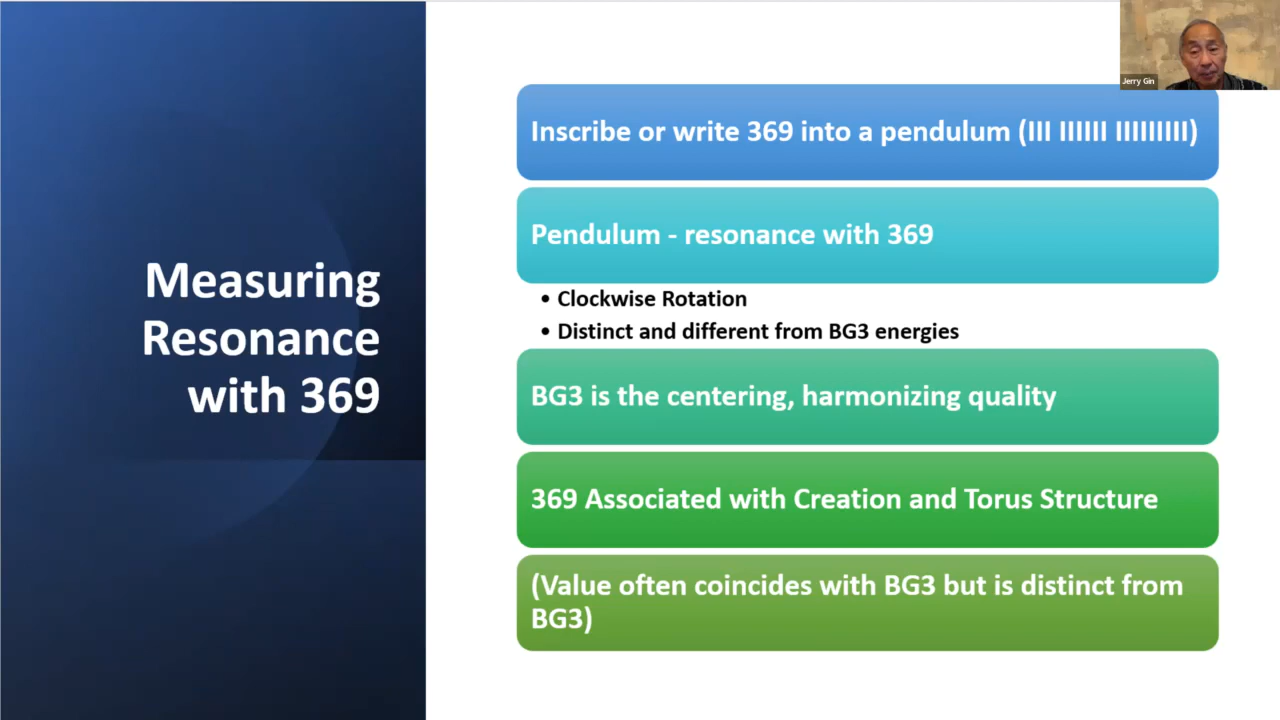 Measuring
Resonance
with 369
Jerry Gin
Inscribe or write 369 into a pendulum (III IIIIII IIIIIIIII)
Pendulum - resonance with 369
• Clockwise Rotation
• Distinct and different from BG3 energies
BG3 is the centering, harmonizing quality
369 Associated with Creation and Torus Structure
(Value often coincides with BG3 but is distinct from
BG3)